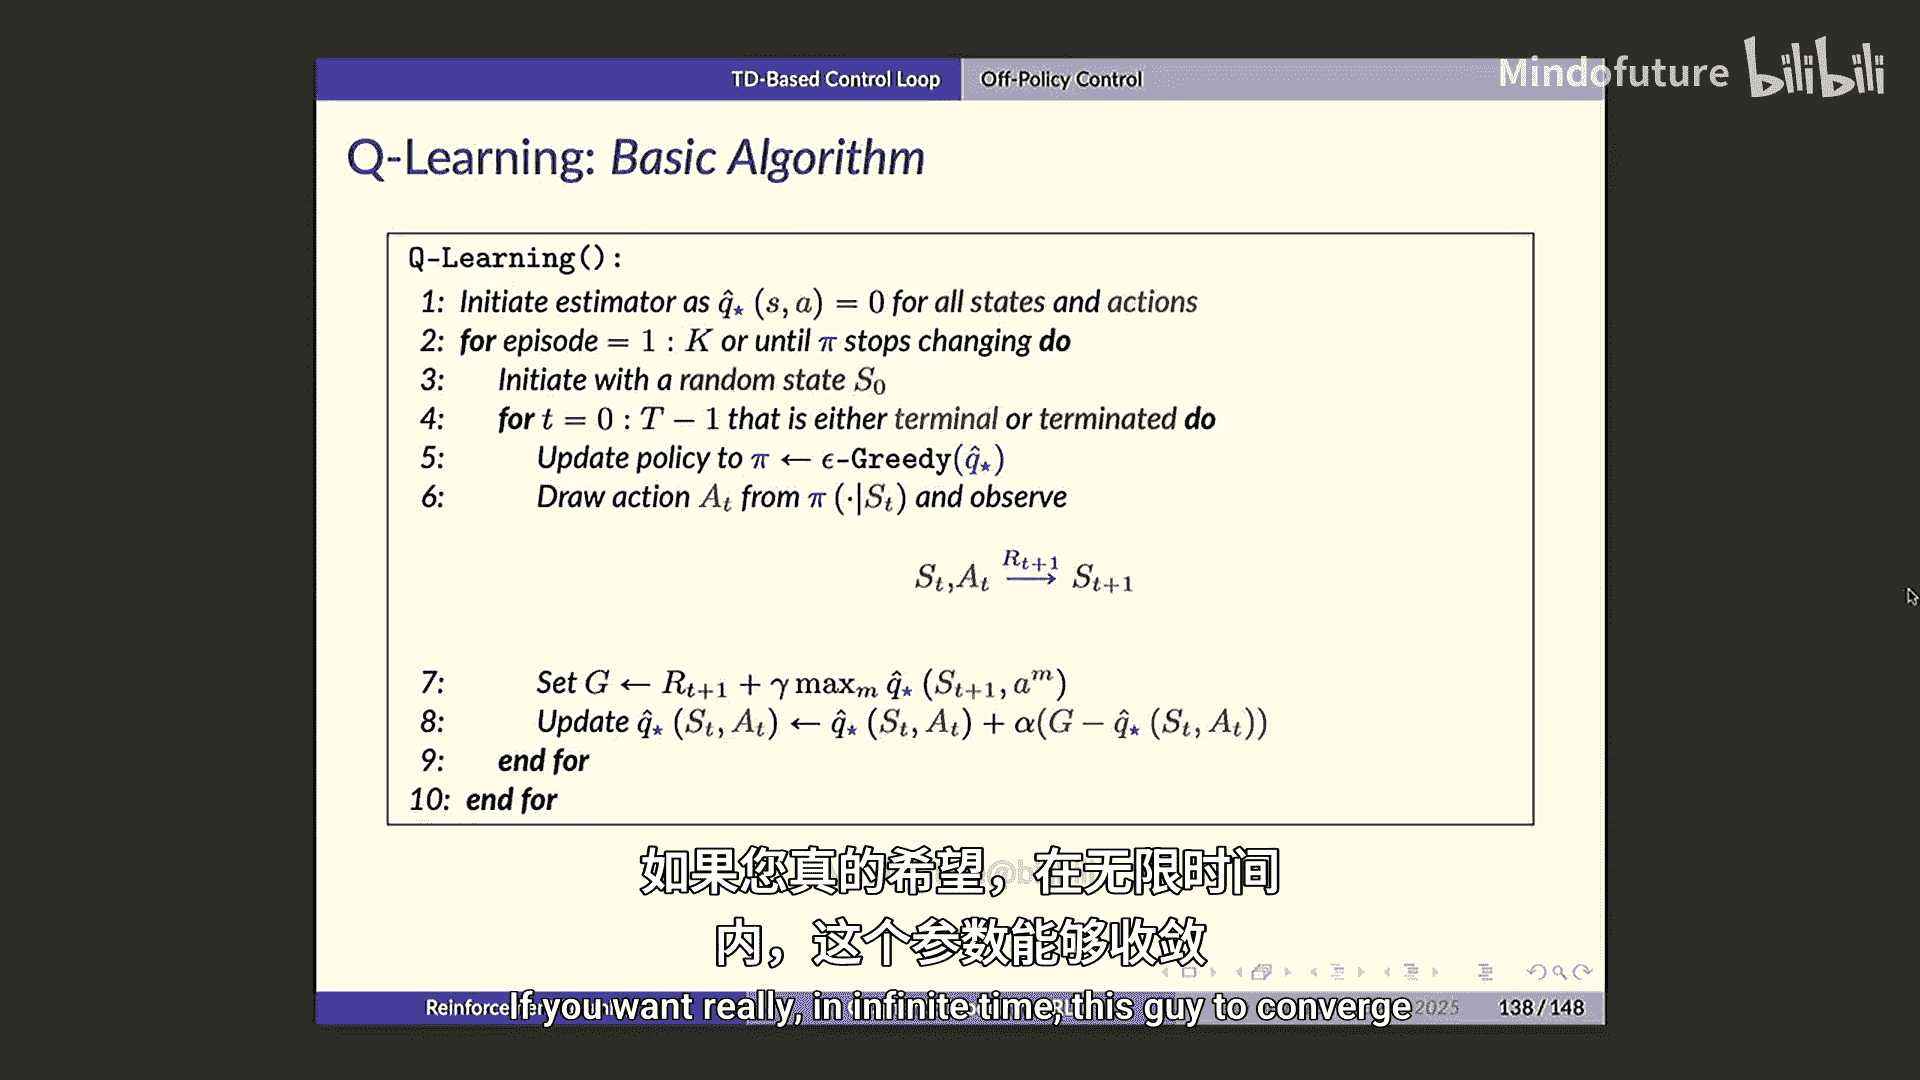 TD-Based Control Loop
Off-Policy Control
Mindofuture bilibili
Q-Learning: Basic Algorithm
Q-Learning():
1: Initiate estimator as q̂⋆ (s, a) = 0 for all states and actions
2: for episode = 1 : K or until π stops changing do
3: Initiate with a random state S₀
4: for t = 0 : T − 1 that is either terminal or terminated do
5: Update policy to π ← ϵ-Greedy(q̂⋆)
6: Draw action Aₜ from π (·|Sₜ) and observe
Sₜ,Aₜ Rₜ₊₁⟶ Sₜ₊₁
7: Set G ← Rₜ₊₁ + γ maxₘ q̂⋆ (Sₜ₊₁, aᵐ)
8: Update q̂⋆ (Sₜ, Aₜ) ← q̂⋆ (Sₜ, Aₜ) + α(G − q̂⋆ (Sₜ, Aₜ))
9: end for
10: end for
如果您真的希望，在无限时间
内，这个参数能够收敛
If you want really, in infinite time, this guy to converge
2025
138/148